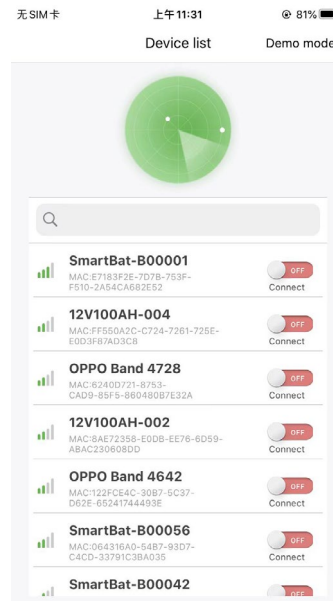 无SIM卡 上午11:31 81%
Device list Demo mode
SmartBat-B00001
MAC:E7183F2E-7D7B-753F-
F510-2A54CA682E52
OFF
Connect
12V100AH-004
MAC:FF550A2C-C724-7261-725E-
E0D3F87AD3C8
OFF
Connect
OPPO Band 4728
MAC:6240D721-8753-
CAD9-85F5-860480B7E32A
OFF
Connect
12V100AH-002
MAC:8AE72358-E0DB-EE76-6D59-
ABAC230608DD
OFF
Connect
OPPO Band 4642
MAC:122FCE4C-30B7-5C37-
D62E-65241744493E
OFF
Connect
SmartBat-B00056
MAC:064316A0-54B7-93D7-
C4CD-33791C3BA035
OFF
Connect
SmartBat-B00042
OFF